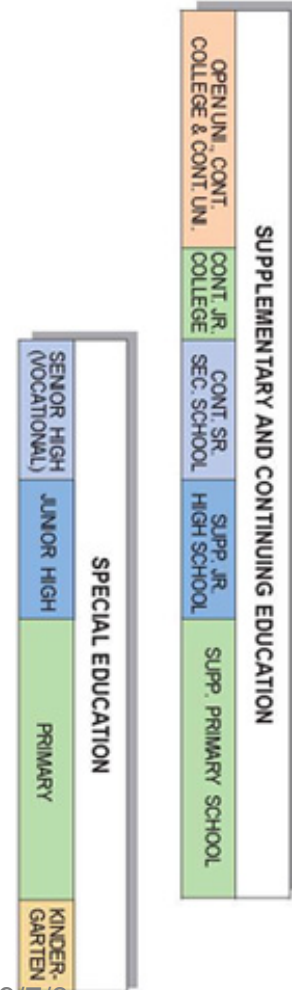 SUPPLEMENTARY AND CONTINUING EDUCATION
OPEN UNI., CONT.
COLLEGE & CONT. UNI.
CONT. JR.
COLLEGE
CONT. SR.
SEC. SCHOOL
SUPP. JR.
HIGH SCHOOL
SUPP. PRIMARY SCHOOL
SPECIAL EDUCATION
SENIOR HIGH
(VOCATIONAL)
JUNIOR HIGH
PRIMARY
KINDER-
GARTEN